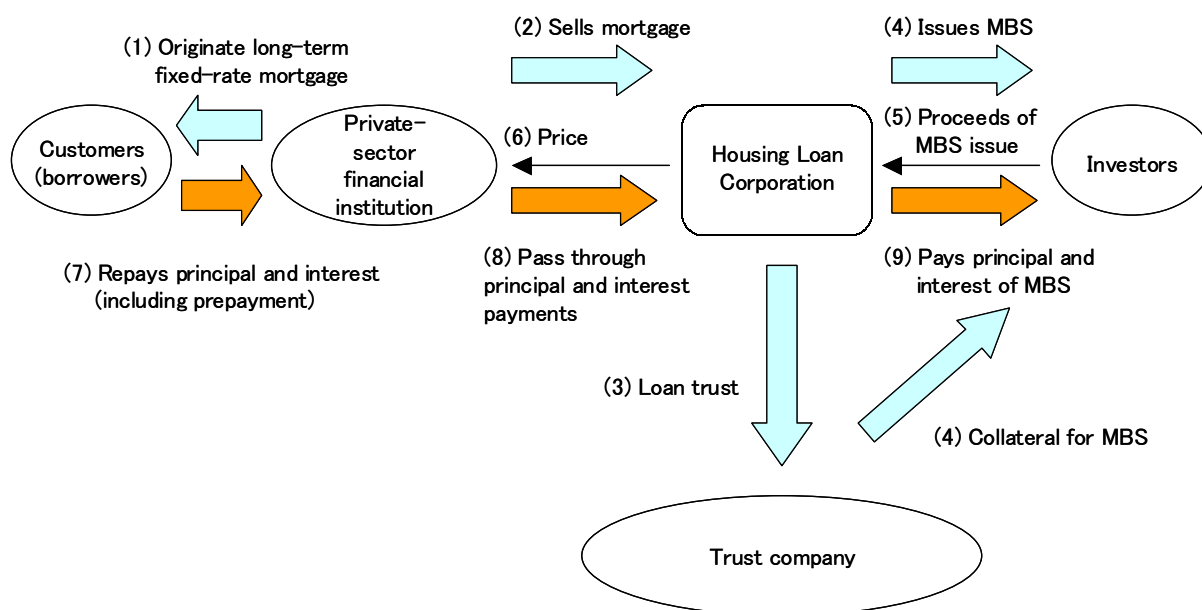 (1) Originate long-term
fixed-rate mortgage
(2) Sells mortgage
(4) Issues MBS
Customers
(borrowers)
Private-
sector
financial
institution
(6) Price
Housing Loan
Corporation
(5) Proceeds of
MBS issue
Investors
(7) Repays principal and interest
(including prepayment)
(8) Pass through
principal and interest
payments
(9) Pays principal and
interest of MBS
(3) Loan trust
(4) Collateral for MBS
Trust company